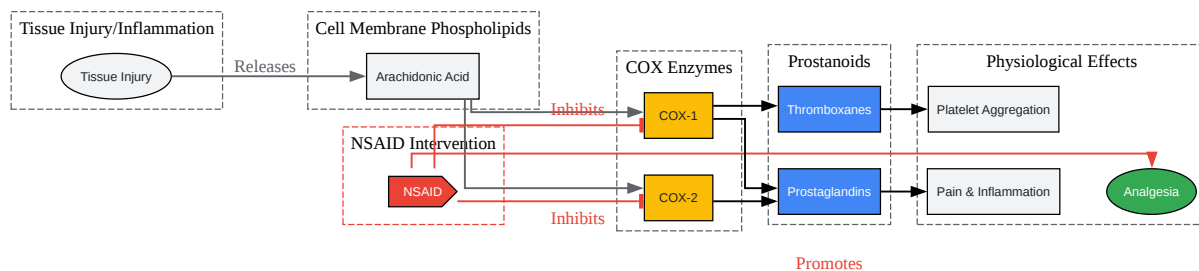 Tissue Injury/Inflammation
Tissue Injury
Releases
Cell Membrane Phospholipids
Arachidonic Acid
NSAID Intervention
NSAID
Inhibits
Inhibits
COX Enzymes
COX-1
COX-2
Prostanoids
Thromboxanes
Prostaglandins
Physiological Effects
Platelet Aggregation
Pain & Inflammation
Analgesia
Promotes